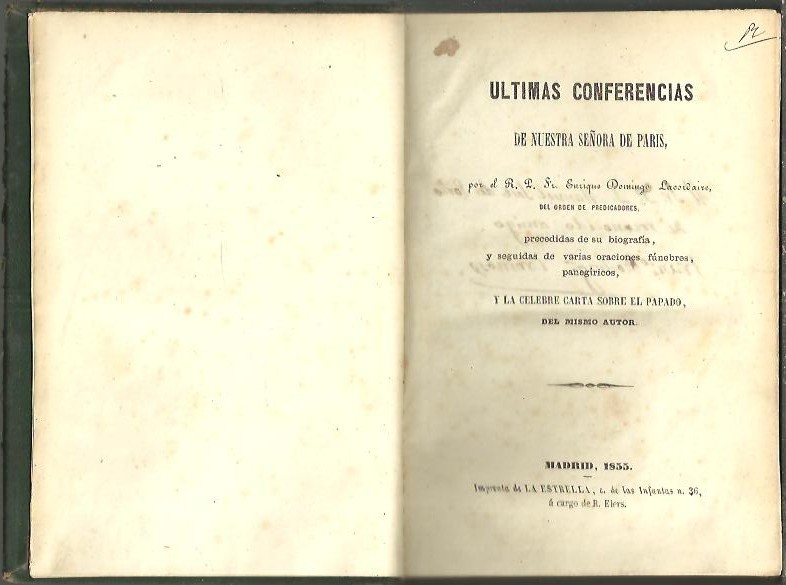 ULTIMAS CONFERENCIAS
DE NUESTRA SEÑORA DE PARIS,
por el R. P. Fr. Enrique Domingo Lacordaire,
DEL ORDEN DE PREDICADORES,
precedidas de su biografía,
y seguidas de varias oraciones fúnebres,
panegíricos,
Y LA CELEBRE CARTA SOBRE EL PAPADO,
DEL MISMO AUTOR.
MADRID, 1855.
Imprenta de LA ESTRELLA, c. de las Infantas n. 36,
á cargo de R. Elers.